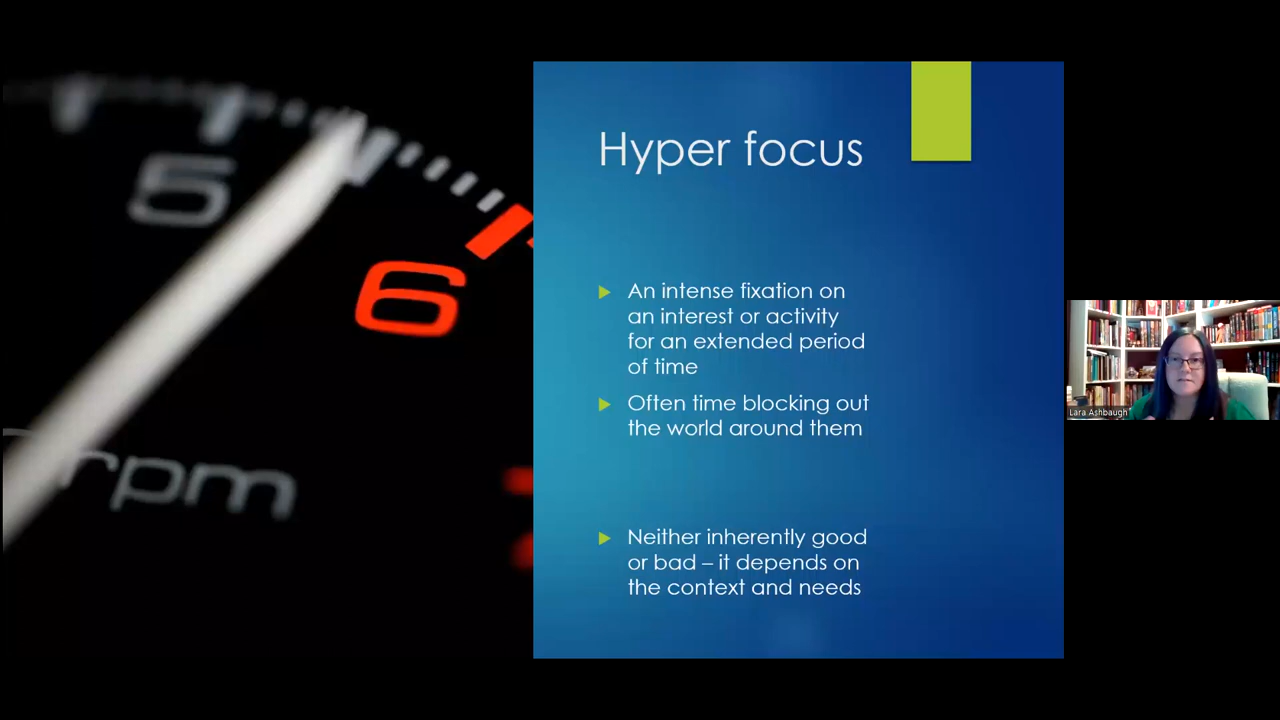 5
6
rpm
Hyper focus
An intense fixation on
an interest or activity
for an extended period
of time
Often time blocking out
the world around them
Neither inherently good
or bad – it depends on
the context and needs
Lara Ashbaugh